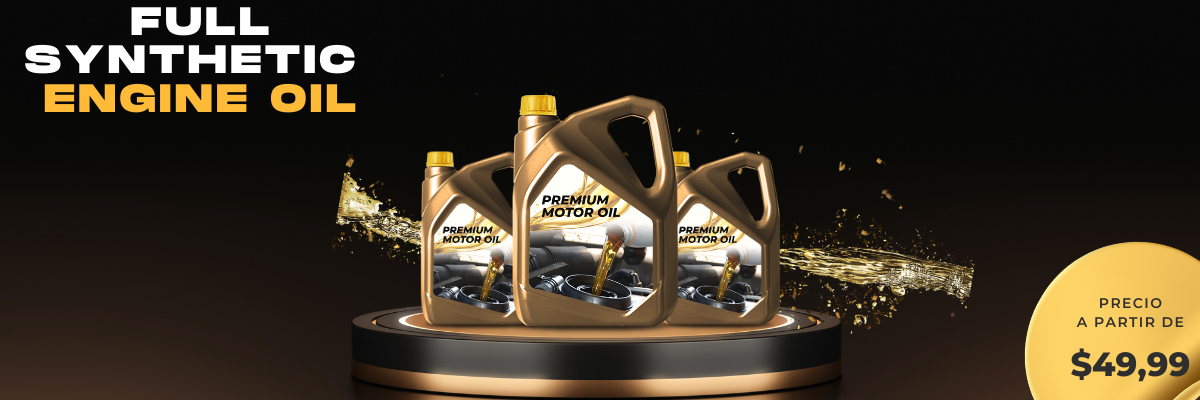 FULL
SYNTHETIC
ENGINE OIL
PREMIUM
MOTOR OIL
PREMIUM
MOTOR OIL
PREMIUM
MOTOR OIL
PRECIO
A PARTIR DE
$49,99